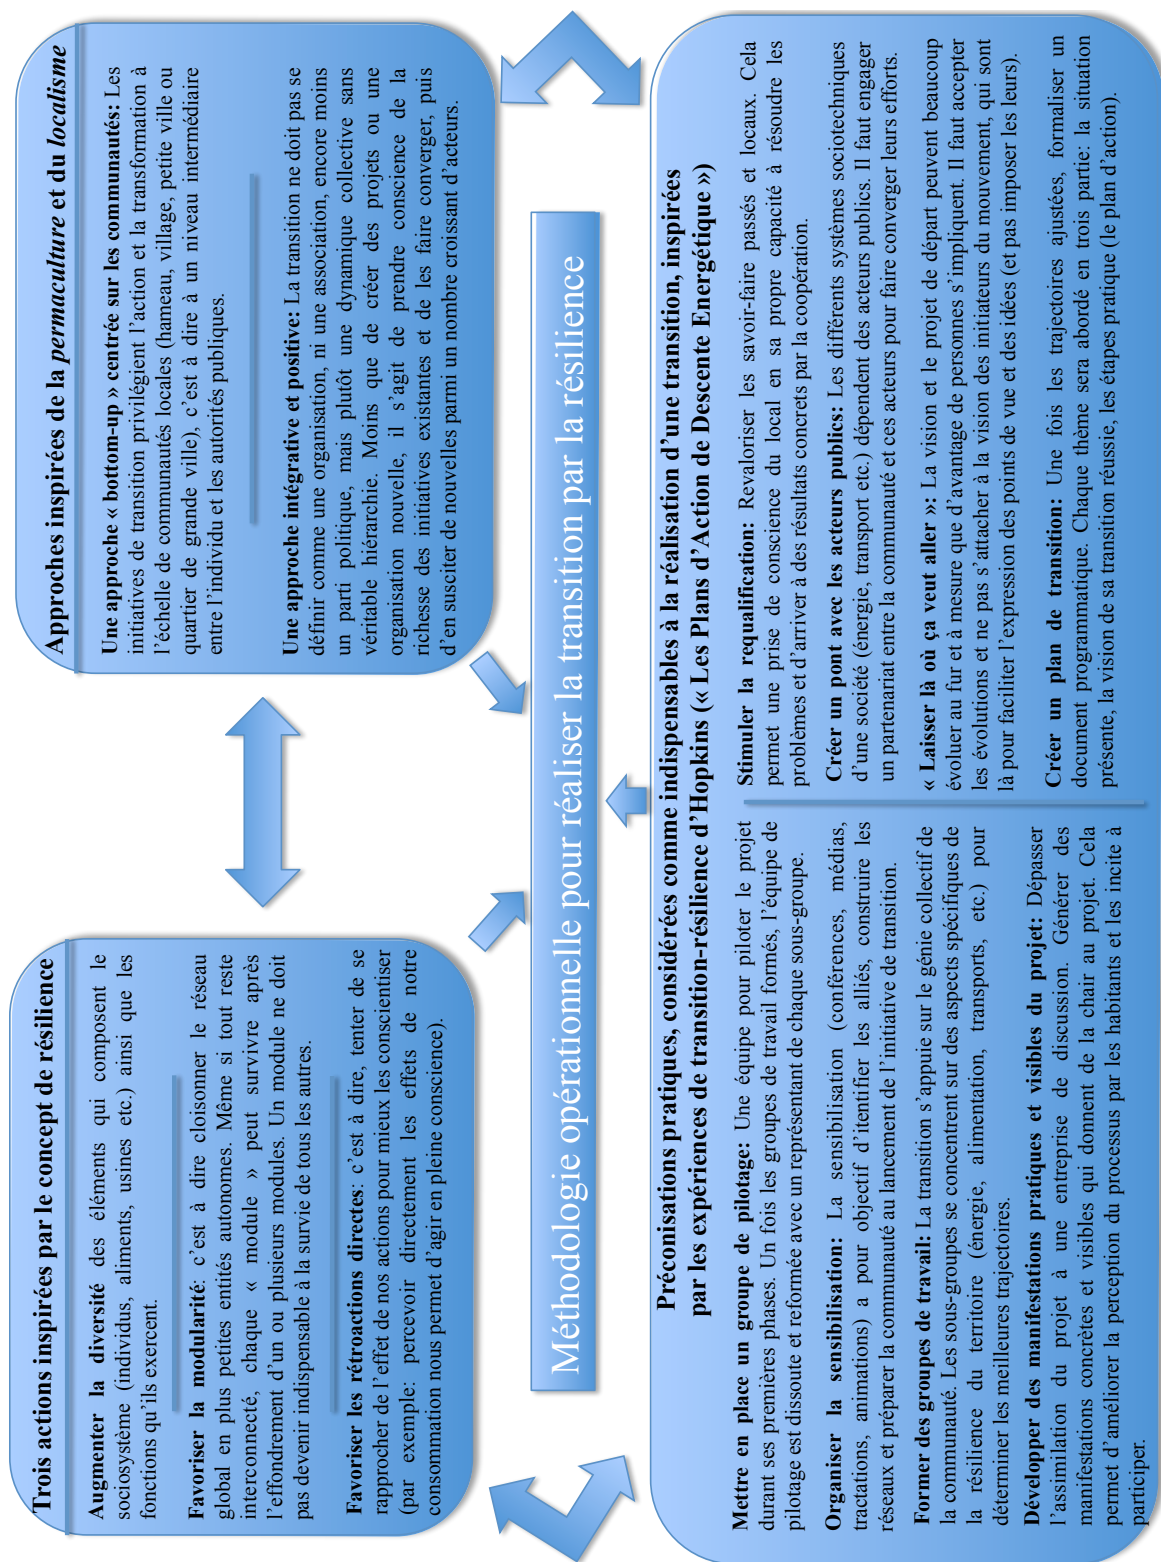 Trois actions inspirées par le concept de résilience
Augmenter la diversité des éléments qui composent le
sociosystème (individus, aliments, usines etc.) ainsi que les
fonctions qu’ils exercent.
Favoriser la modularité: c’est à dire cloisonner le réseau
global en plus petites entités autonomes. Même si tout reste
interconnecté, chaque « module » peut survivre après
l’effondrement d’un ou plusieurs modules. Un module ne doit
pas devenir indispensable à la survie de tous les autres.
Favoriser les rétroactions directes: c’est à dire, tenter de se
rapprocher de l’effet de nos actions pour mieux les conscientiser
(par exemple: percevoir directement les effets de notre
consommation nous permet d’agir en pleine conscience).
Approches inspirées de la permaculture et du localisme
Une approche « bottom-up » centrée sur les communautés: Les
initiatives de transition privilégient l’action et la transformation à
l’échelle de communautés locales (hameau, village, petite ville ou
quartier de grande ville), c’est à dire à un niveau intermédiaire
entre l’individu et les autorités publiques.
Une approche intégrative et positive: La transition ne doit pas se
définir comme une organisation, ni une association, encore moins
un parti politique, mais plutôt une dynamique collective sans
véritable hiérarchie. Moins que de créer des projets ou une
organisation nouvelle, il s’agit de prendre conscience de la
richesse des initiatives existantes et de les faire converger, puis
d’en susciter de nouvelles parmi un nombre croissant d’acteurs.
Méthodologie opérationnelle pour réaliser la transition par la résilience
Préconisations pratiques, considérées comme indispensables à la réalisation d’une transition, inspirées
par les expériences de transition-résilience d’Hopkins (« Les Plans d’Action de Descente Energétique »)
Mettre en place un groupe de pilotage: Une équipe pour piloter le projet
durant ses premières phases. Un fois les groupes de travail formés, l’équipe de
pilotage est dissoute et reformée avec un représentant de chaque sous-groupe.
Organiser la sensibilisation: La sensibilisation (conférences, médias,
tractations, animations) a pour objectif d’itentifier les alliés, construire les
réseaux et préparer la communauté au lancement de l’initiative de transition.
Former des groupes de travail: La transition s’appuie sur le génie collectif de
la communauté. Les sous-groupes se concentrent sur des aspects spécifiques de
la résilience du territoire (énergie, alimentation, transports, etc.) pour
déterminer les meilleures trajectoires.
Développer des manifestations pratiques et visibles du projet: Dépasser
l’assimilation du projet à une entreprise de discussion. Générer des
manifestations concrètes et visibles qui donnent de la chair au projet. Cela
permet d’améliorer la perception du processus par les habitants et les incite à
participer.
Stimuler la requalification: Revaloriser les savoir-faire passés et locaux. Cela
permet une prise de conscience du local en sa propre capacité à résoudre les
problèmes et d’arriver à des résultats concrets par la coopération.
Créer un pont avec les acteurs publics: Les différents systèmes sociotechniques
d’une société (énergie, transport etc.) dépendent des acteurs publics. Il faut engager
un partenariat entre la communauté et ces acteurs pour faire converger leurs efforts.
« Laisser là où ça veut aller »: La vision et le projet de départ peuvent beaucoup
évoluer au fur et à mesure que d’avantage de personnes s’impliquent. Il faut accepter
les évolutions et ne pas s’attacher à la vision des initiateurs du mouvement, qui sont
là pour faciliter l’expression des points de vue et des idées (et pas imposer les leurs).
Créer un plan de transition: Une fois les trajectoires ajustées, formaliser un
document programmatique. Chaque thème sera abordé en trois partie: la situation
présente, la vision de sa transition réussie, les étapes pratique (le plan d’action).